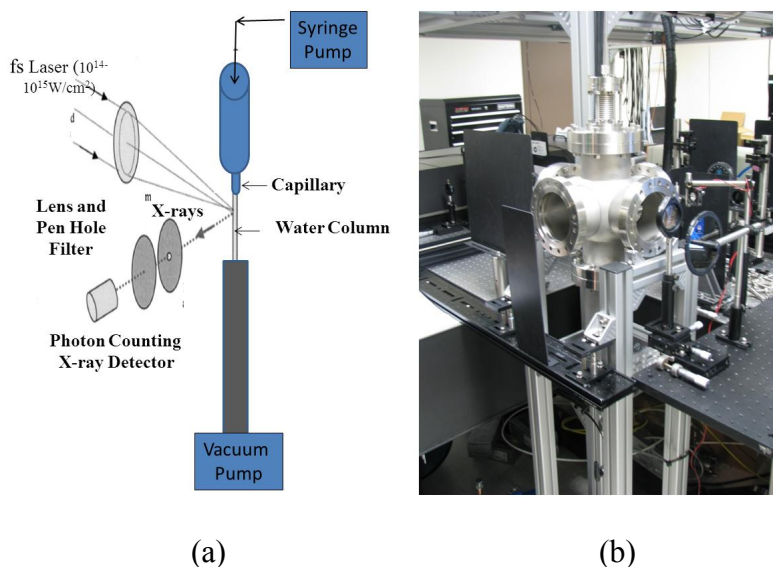 Syringe
Pump
fs Laser (10¹⁴-
10¹⁵W/cm²)
d
Capillary
m
X-rays
Lens and
Pen Hole
Filter
Water Column
Photon Counting
X-ray Detector
Vacuum
Pump
(a)
(b)